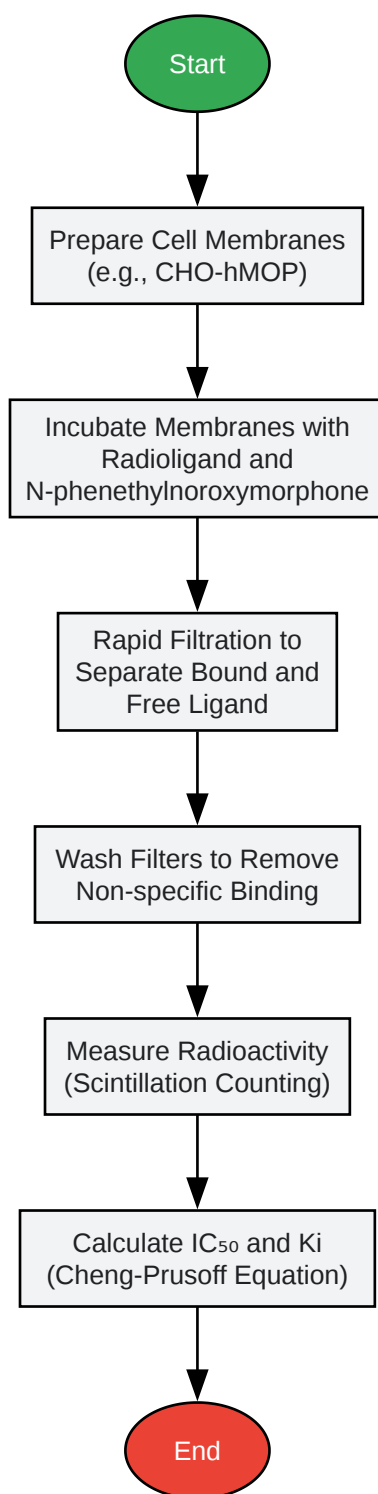 Start
Prepare Cell Membranes
(e.g., CHO-hMOP)
Incubate Membranes with
Radioligand and
N-phenethylnoroxymorphone
Rapid Filtration to
Separate Bound and
Free Ligand
Wash Filters to Remove
Non-specific Binding
Measure Radioactivity
(Scintillation Counting)
Calculate IC₅₀ and Ki
(Cheng-Prusoff Equation)
End